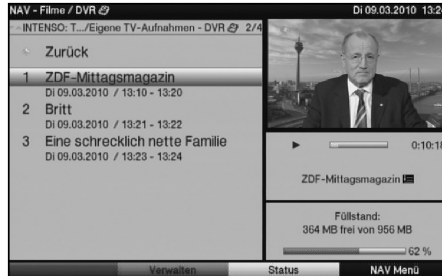 NAV - Filme / DVR
Di 09.03.2010 13:24
INTENSO: T.../Eigene TV-Aufnahmen - DVR 2/4
Zurück
1 ZDF-Mittagsmagazin
Di 09.03.2010 / 13:10 - 13:20
2 Britt
Di 09.03.2010 / 13:21 - 13:22
3 Eine schrecklich nette Familie
Di 09.03.2010 / 13:23 - 13:24
0:10:18
ZDF-Mittagsmagazin
Füllstand:
364 MB frei von 956 MB
62 %
Verwalten
Status
NAV Menü